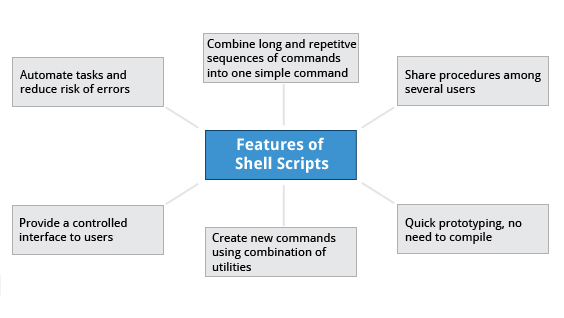 Combine long and repetitve
sequences of commands
into one simple command
Automate tasks and
reduce risk of errors
Share procedures among
several users
Features of
Shell Scripts
Provide a controlled
interface to users
Create new commands
using combination of
utilities
Quick prototyping, no
need to compile